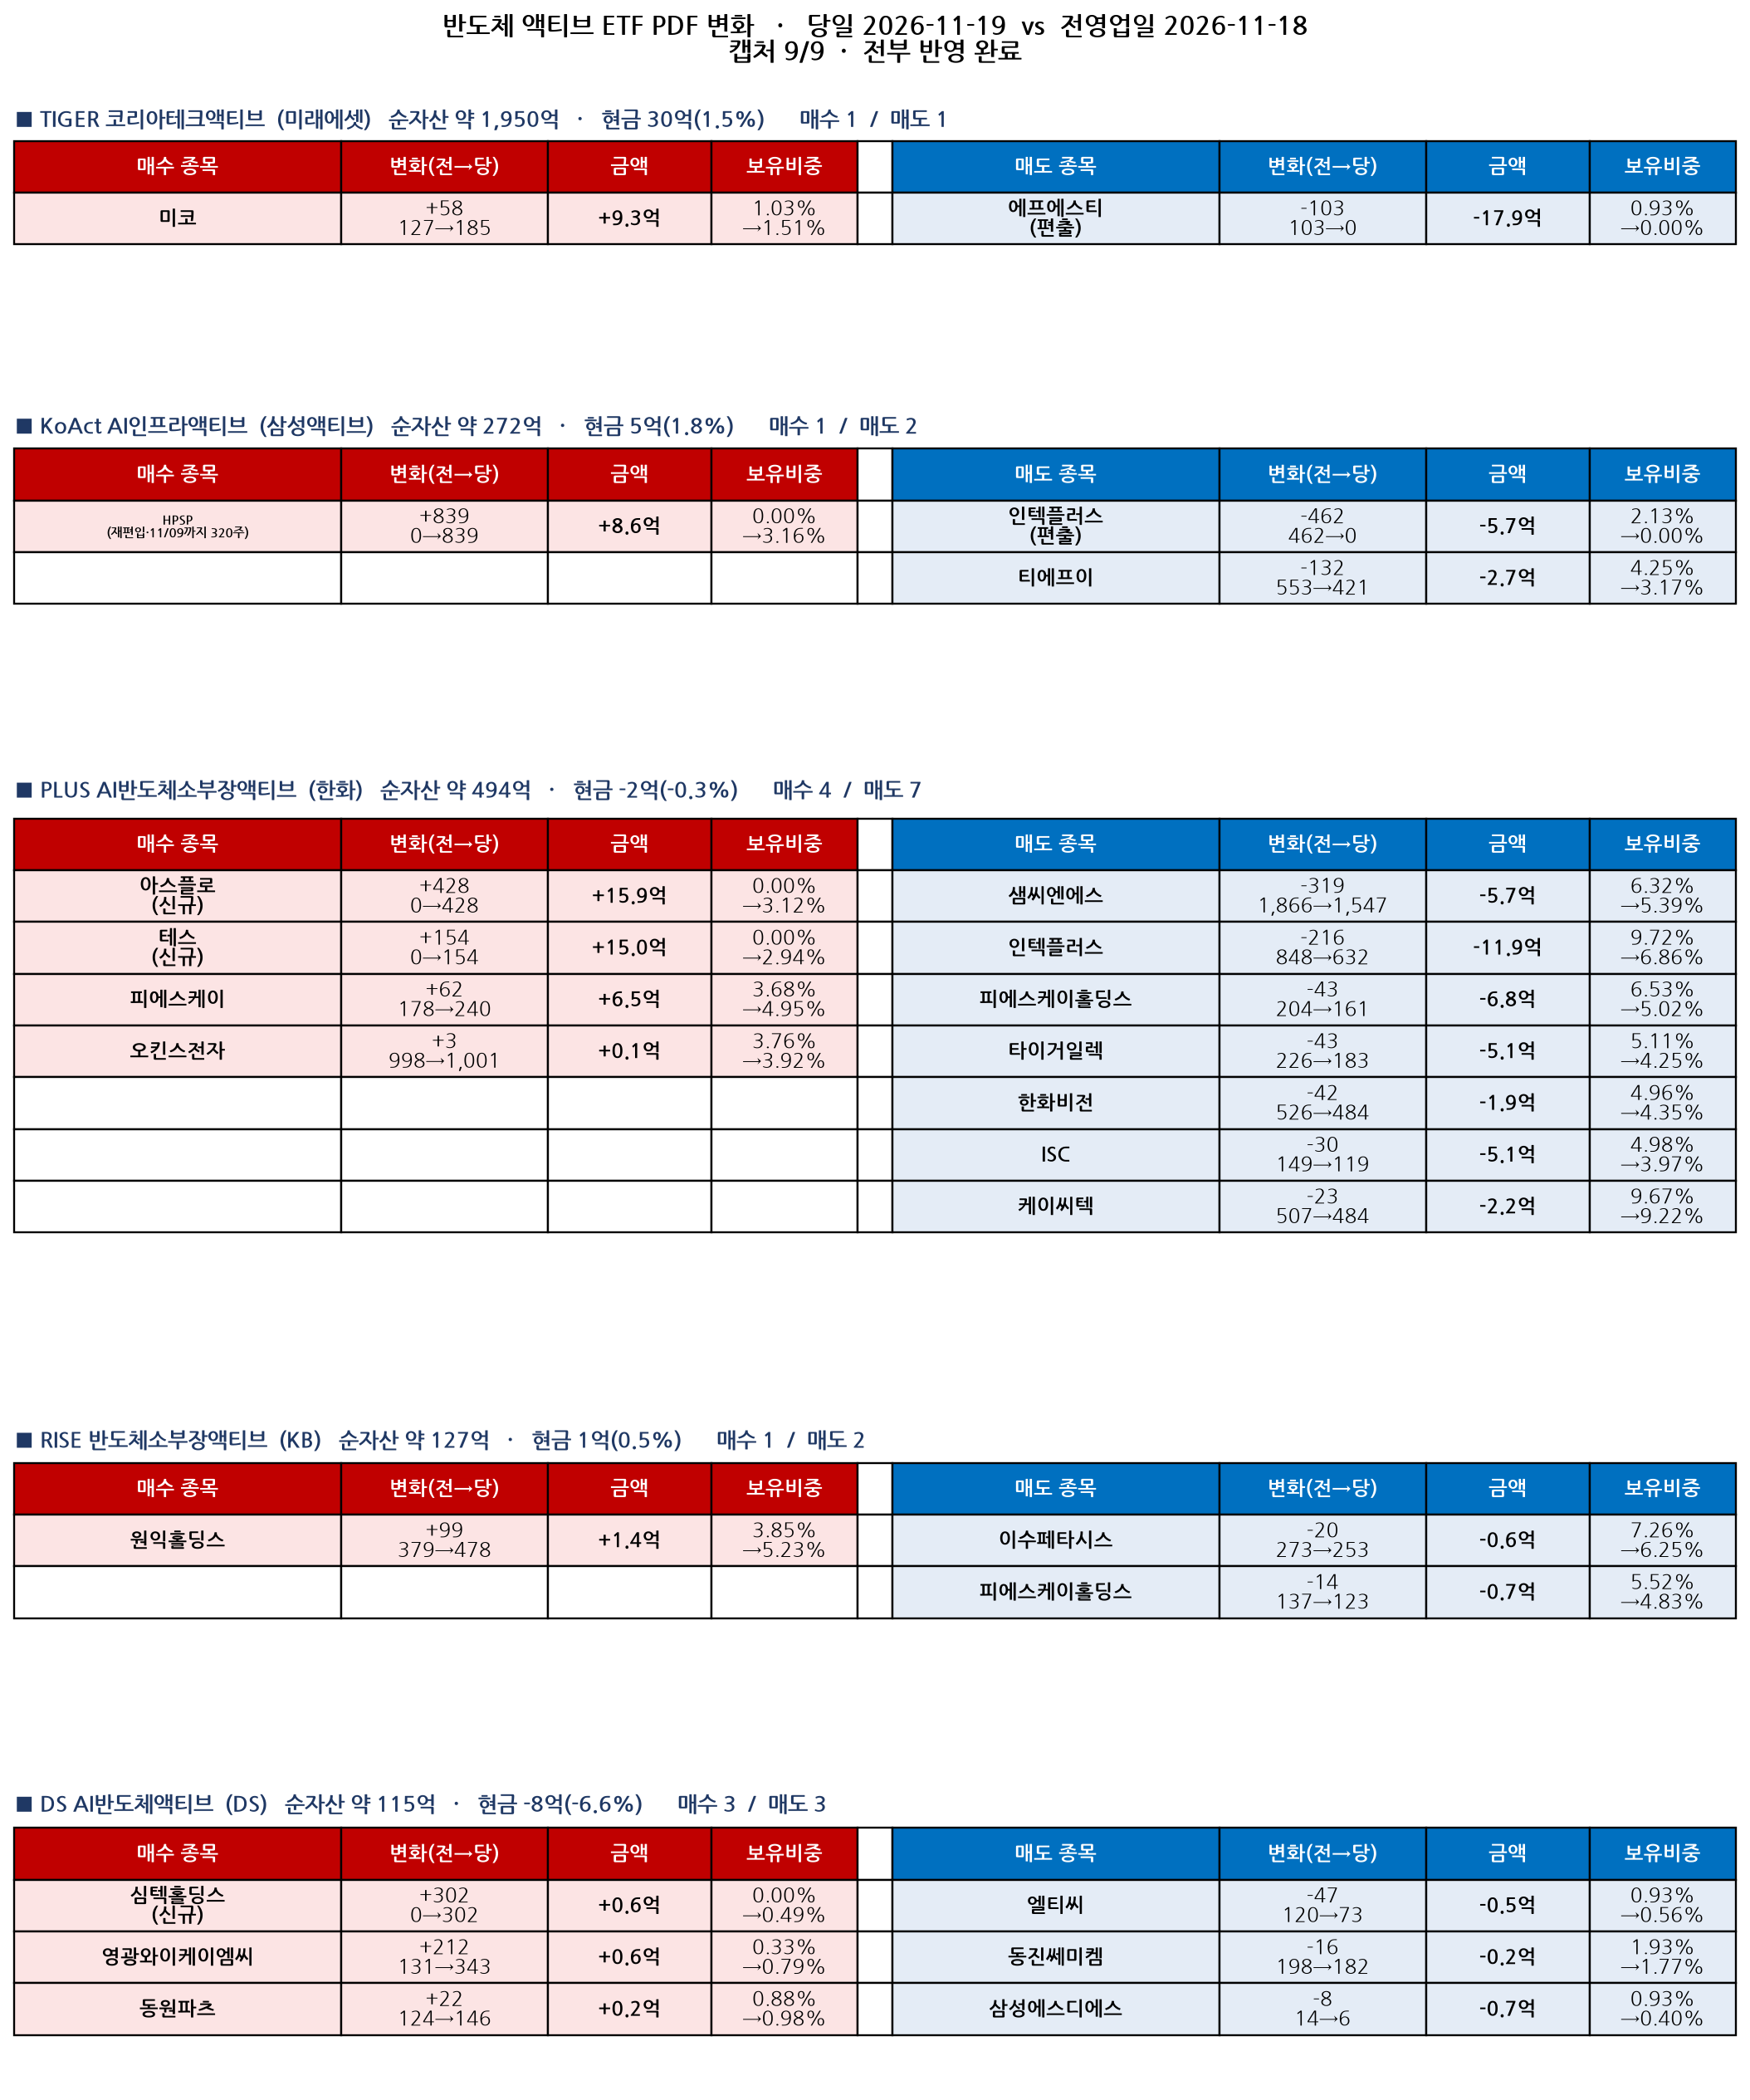 반도체 액티브 ETF PDF 변화 · 당일 2026-11-19 vs 전영업일 2026-11-18
캡처 9/9 · 전부 반영 완료
■ TIGER 코리아테크액티브 (미래에셋) 순자산 약 1,950억 · 현금 30억(1.5%) 매수 1 / 매도 1
매수 종목 변화(전→당) 금액 보유비중 매도 종목 변화(전→당) 금액 보유비중
미코 +58 127→185 +9.3억 1.03% →1.51% 에프에스티 (편출) -103 103→0 -17.9억 0.93% →0.00%
■ KoAct AI인프라액티브 (삼성액티브) 순자산 약 272억 · 현금 5억(1.8%) 매수 1 / 매도 2
매수 종목 변화(전→당) 금액 보유비중 매도 종목 변화(전→당) 금액 보유비중
HPSP (재편입·11/09까지 320주) +839 0→839 +8.6억 0.00% →3.16% 인텍플러스 (편출) -462 462→0 -5.7억 2.13% →0.00%
티에프이 -132 553→421 -2.7억 4.25% →3.17%
■ PLUS AI반도체소부장액티브 (한화) 순자산 약 494억 · 현금 -2억(-0.3%) 매수 4 / 매도 7
매수 종목 변화(전→당) 금액 보유비중 매도 종목 변화(전→당) 금액 보유비중
아스플로 (신규) +428 0→428 +15.9억 0.00% →3.12% 샘씨엔에스 -319 1,866→1,547 -5.7억 6.32% →5.39%
테스 (신규) +154 0→154 +15.0억 0.00% →2.94% 인텍플러스 -216 848→632 -11.9억 9.72% →6.86%
피에스케이 +62 178→240 +6.5억 3.68% →4.95% 피에스케이홀딩스 -43 204→161 -6.8억 6.53% →5.02%
오킨스전자 +3 998→1,001 +0.1억 3.76% →3.92% 타이거일렉 -43 226→183 -5.1억 5.11% →4.25%
한화비전 -42 526→484 -1.9억 4.96% →4.35%
ISC -30 149→119 -5.1억 4.98% →3.97%
케이씨텍 -23 507→484 -2.2억 9.67% →9.22%
■ RISE 반도체소부장액티브 (KB) 순자산 약 127억 · 현금 1억(0.5%) 매수 1 / 매도 2
매수 종목 변화(전→당) 금액 보유비중 매도 종목 변화(전→당) 금액 보유비중
원익홀딩스 +99 379→478 +1.4억 3.85% →5.23% 이수페타시스 -20 273→253 -0.6억 7.26% →6.25%
피에스케이홀딩스 -14 137→123 -0.7억 5.52% →4.83%
■ DS AI반도체액티브 (DS) 순자산 약 115억 · 현금 -8억(-6.6%) 매수 3 / 매도 3
매수 종목 변화(전→당) 금액 보유비중 매도 종목 변화(전→당) 금액 보유비중
심텍홀딩스 (신규) +302 0→302 +0.6억 0.00% →0.49% 엘티씨 -47 120→73 -0.5억 0.93% →0.56%
영광와이케이엠씨 +212 131→343 +0.6억 0.33% →0.79% 동진쎄미켐 -16 198→182 -0.2억 1.93% →1.77%
동원파츠 +22 124→146 +0.2억 0.88% →0.98% 삼성에스디에스 -8 14→6 -0.7억 0.93% →0.40%